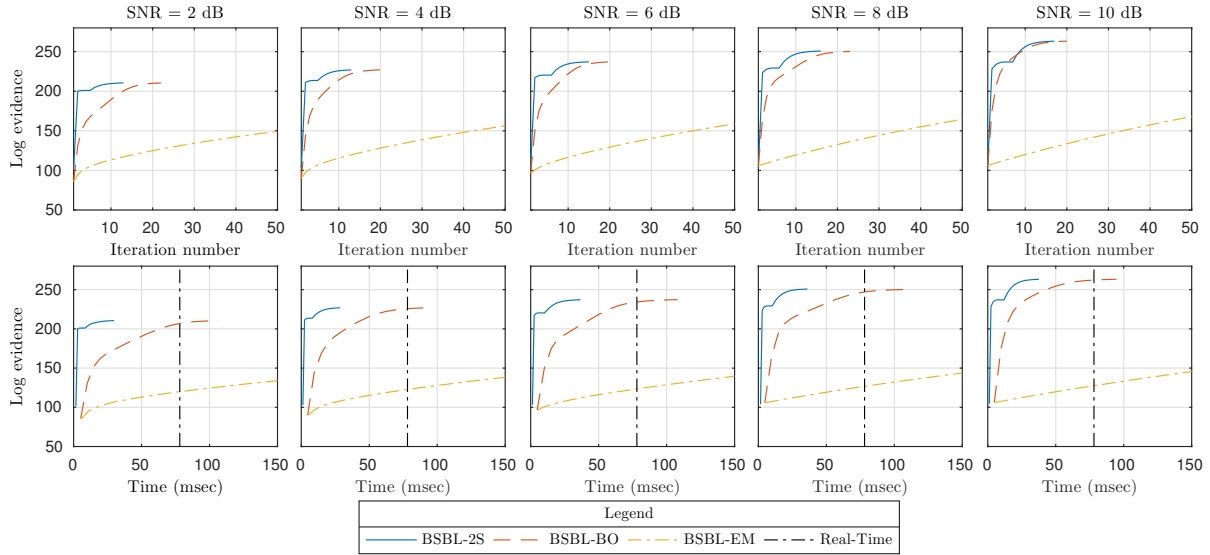 SNR = 2 dB SNR = 4 dB SNR = 6 dB SNR = 8 dB SNR = 10 dB
Log evidence
250
200
150
100
50
10 20 30 40 50 10 20 30 40 50 10 20 30 40 50 10 20 30 40 50 10 20 30 40 50
Iteration number Iteration number Iteration number Iteration number Iteration number
Log evidence
250
200
150
100
50
0 50 100 150 0 50 100 150 0 50 100 150 0 50 100 150 0 50 100 150
Time (msec) Time (msec) Time (msec) Time (msec) Time (msec)
Legend
BSBL-2S BSBL-BO BSBL-EM Real-Time